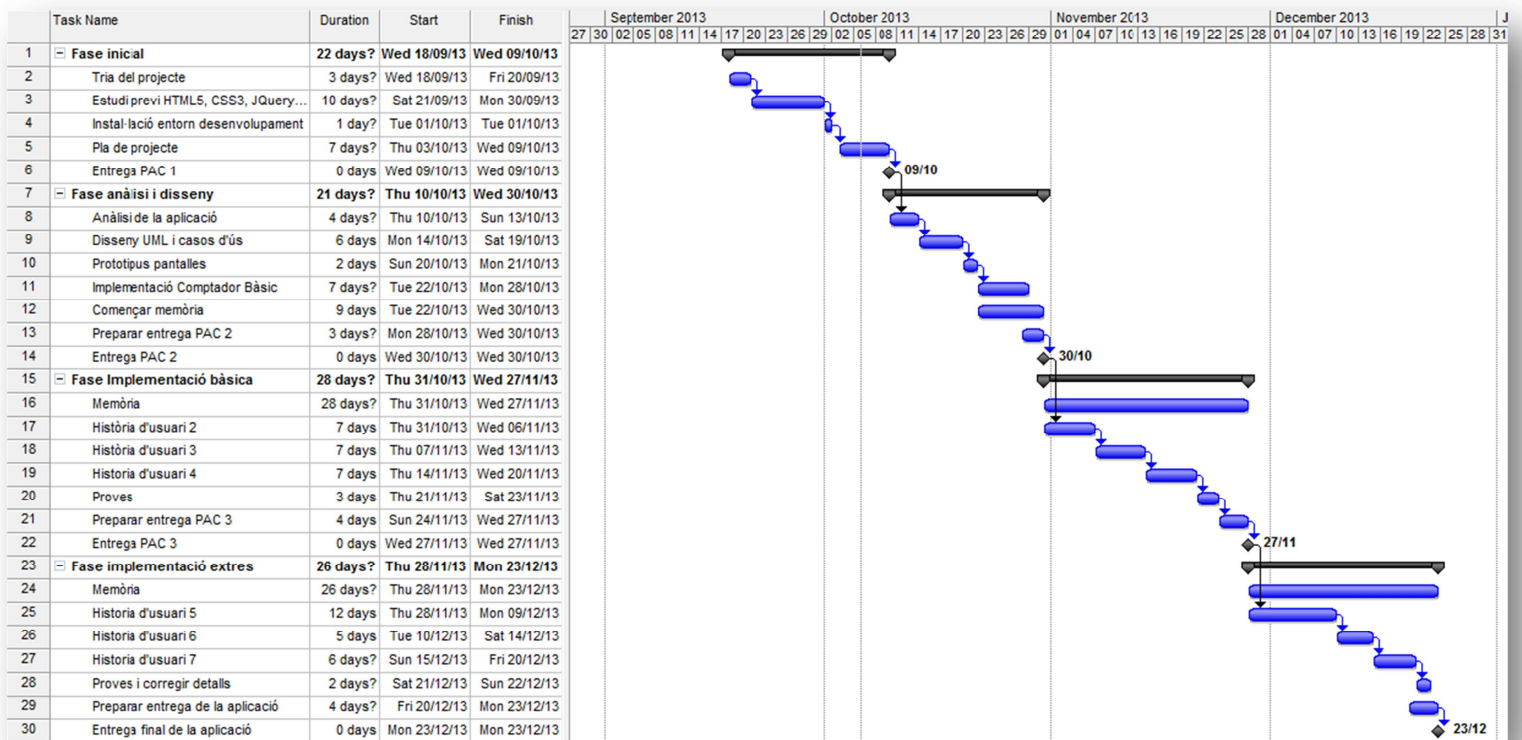 Task Name Duration Start Finish September 2013 October 2013 November 2013 December 2013 J
27 30 02 05 08 11 14 17 20 23 26 29 02 05 08 11 14 17 20 23 26 29 01 04 07 10 13 16 19 22 25 28 01 04 07 10 13 16 19 22 25 28 31
1 Fase inicial 22 days? Wed 18/09/13 Wed 09/10/13
2 Tria del projecte 3 days? Wed 18/09/13 Fri 20/09/13
3 Estudi previ HTML5, CSS3, JQuery... 10 days? Sat 21/09/13 Mon 30/09/13
4 Instal·lació entorn desenvolupament 1 day? Tue 01/10/13 Tue 01/10/13
5 Pla de projecte 7 days? Thu 03/10/13 Wed 09/10/13
6 Entrega PAC 1 0 days Wed 09/10/13 Wed 09/10/13 09/10
7 Fase anàlisi i disseny 21 days? Thu 10/10/13 Wed 30/10/13
8 Anàlisi de la aplicació 4 days? Thu 10/10/13 Sun 13/10/13
9 Disseny UML i casos d'ús 6 days Mon 14/10/13 Sat 19/10/13
10 Prototipus pantalles 2 days Sun 20/10/13 Mon 21/10/13
11 Implementació Comptador Bàsic 7 days? Tue 22/10/13 Mon 28/10/13
12 Començar memòria 9 days Tue 22/10/13 Wed 30/10/13
13 Preparar entrega PAC 2 3 days? Mon 28/10/13 Wed 30/10/13
14 Entrega PAC 2 0 days Wed 30/10/13 Wed 30/10/13 30/10
15 Fase Implementació bàsica 28 days? Thu 31/10/13 Wed 27/11/13
16 Memòria 28 days? Thu 31/10/13 Wed 27/11/13
17 Història d'usuari 2 7 days Thu 31/10/13 Wed 06/11/13
18 Història d'usuari 3 7 days Thu 07/11/13 Wed 13/11/13
19 Historia d'usuari 4 7 days Thu 14/11/13 Wed 20/11/13
20 Proves 3 days Thu 21/11/13 Sat 23/11/13
21 Preparar entrega PAC 3 4 days Sun 24/11/13 Wed 27/11/13
22 Entrega PAC 3 0 days Wed 27/11/13 Wed 27/11/13 27/11
23 Fase implementació extres 26 days? Thu 28/11/13 Mon 23/12/13
24 Memòria 26 days? Thu 28/11/13 Mon 23/12/13
25 Historia d'usuari 5 12 days Thu 28/11/13 Mon 09/12/13
26 Historia d'usuari 6 5 days Tue 10/12/13 Sat 14/12/13
27 Historia d'usuari 7 6 days? Sun 15/12/13 Fri 20/12/13
28 Proves i corregir detalls 2 days? Sat 21/12/13 Sun 22/12/13
29 Preparar entrega de la aplicació 4 days? Fri 20/12/13 Mon 23/12/13
30 Entrega final de la aplicació 0 days Mon 23/12/13 Mon 23/12/13 23/12